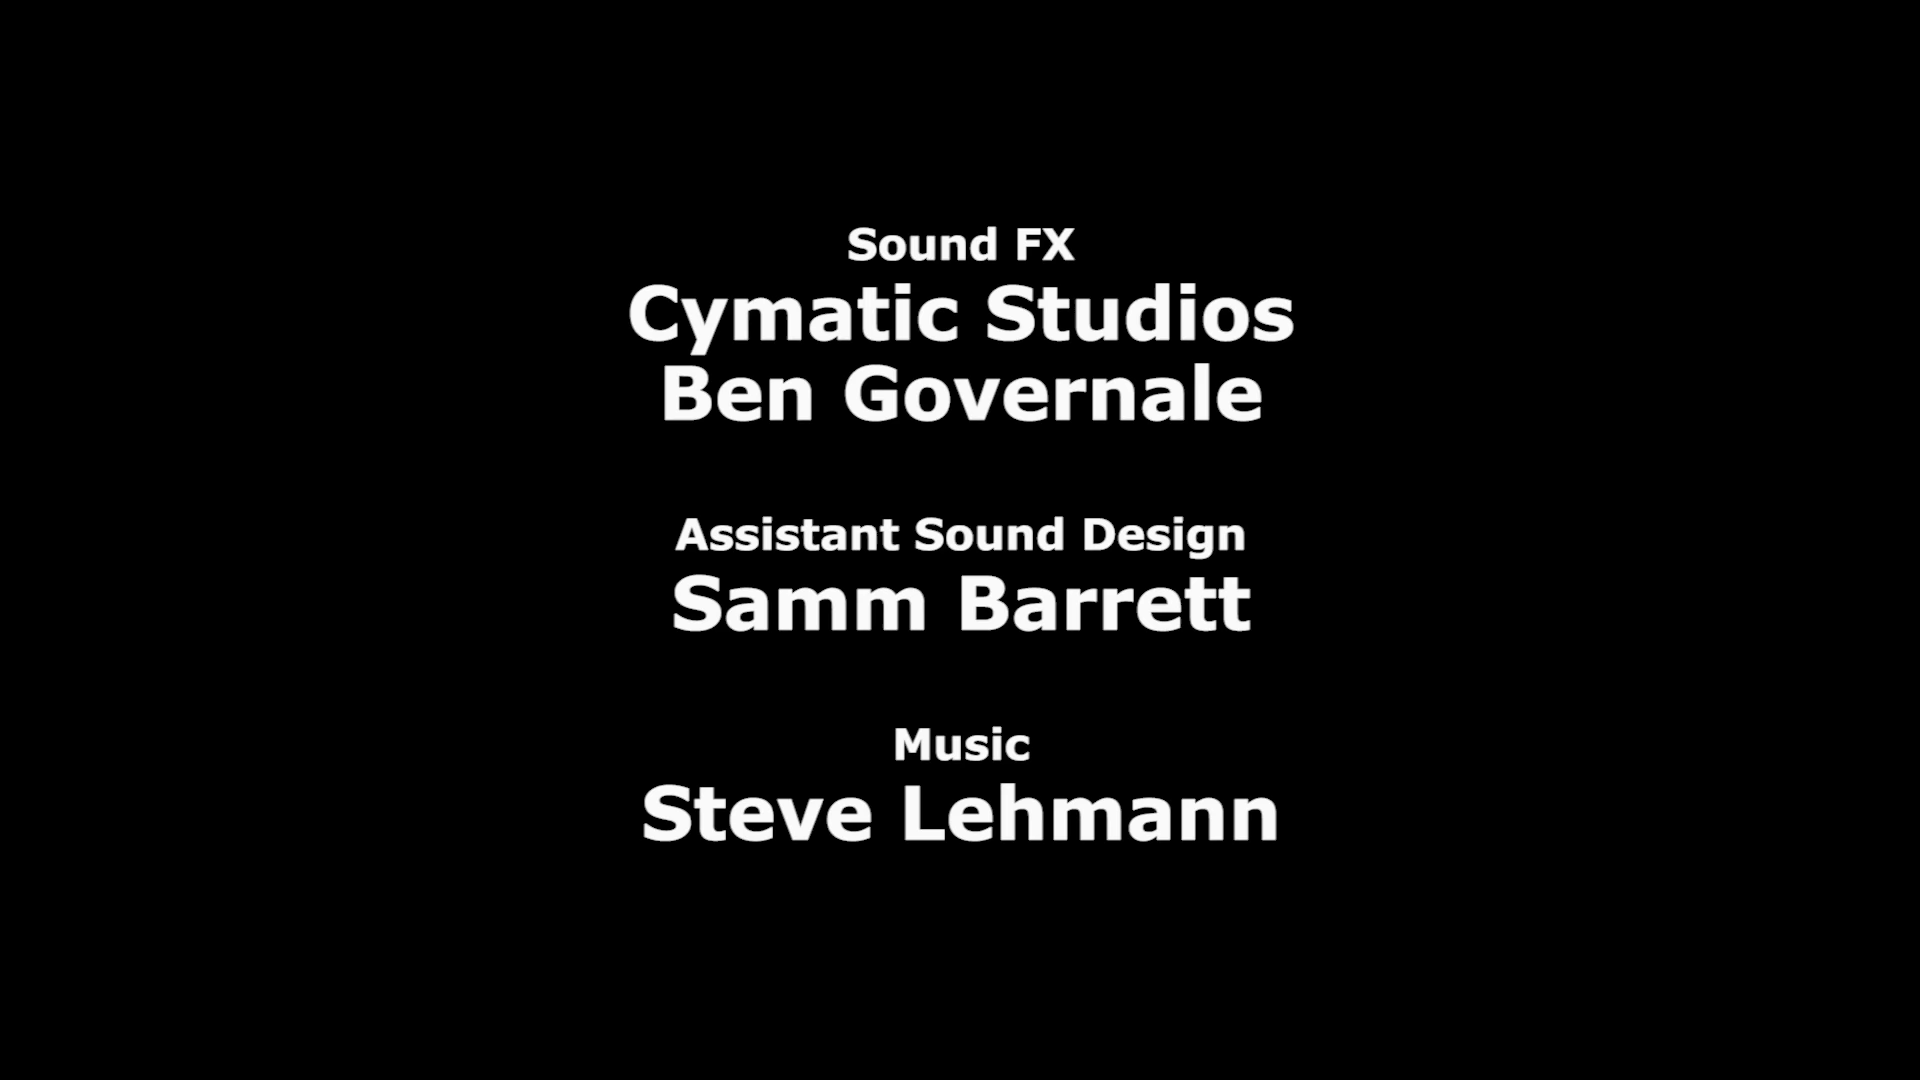 Sound FX
Cymatic Studios
Ben Governale
Assistant Sound Design
Samm Barrett
Music
Steve Lehmann